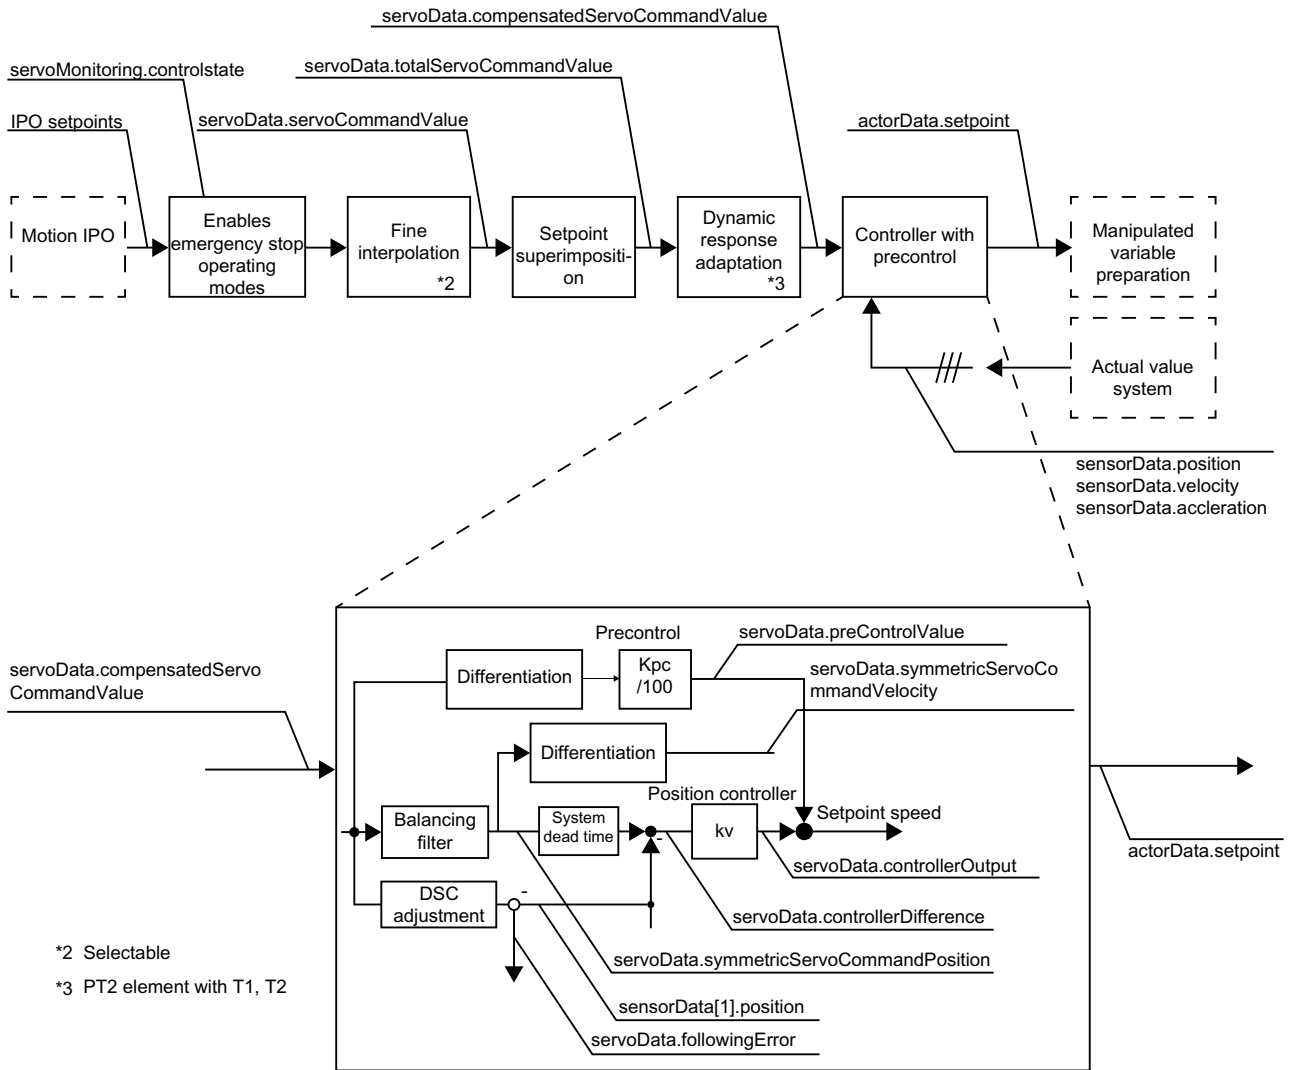 servoData.compensatedServoCommandValue
servoMonitoring.controlstate
servoData.totalServoCommandValue
IPO setpoints
servoData.servoCommandValue
actorData.setpoint
Motion IPO
Enables
emergency stop
operating
modes
Fine
interpolation
*2
Setpoint
superimpositi-
on
Dynamic
response
adaptation
*3
Controller with
precontrol
Manipulated
variable
preparation
Actual value
system
sensorData.position
sensorData.velocity
sensorData.accleration
servoData.compensatedServo
CommandValue
Precontrol
servoData.preControlValue
Differentiation
Kpc
/100
servoData.symmetricServoCo
mmandVelocity
Differentiation
Position controller
Balancing
filter
System
dead time
-
kv
Setpoint speed
servoData.controllerOutput
actorData.setpoint
DSC
adjustment
-
servoData.controllerDifference
servoData.symmetricServoCommandPosition
sensorData[1].position
servoData.followingError
*2 Selectable
*3 PT2 element with T1, T2